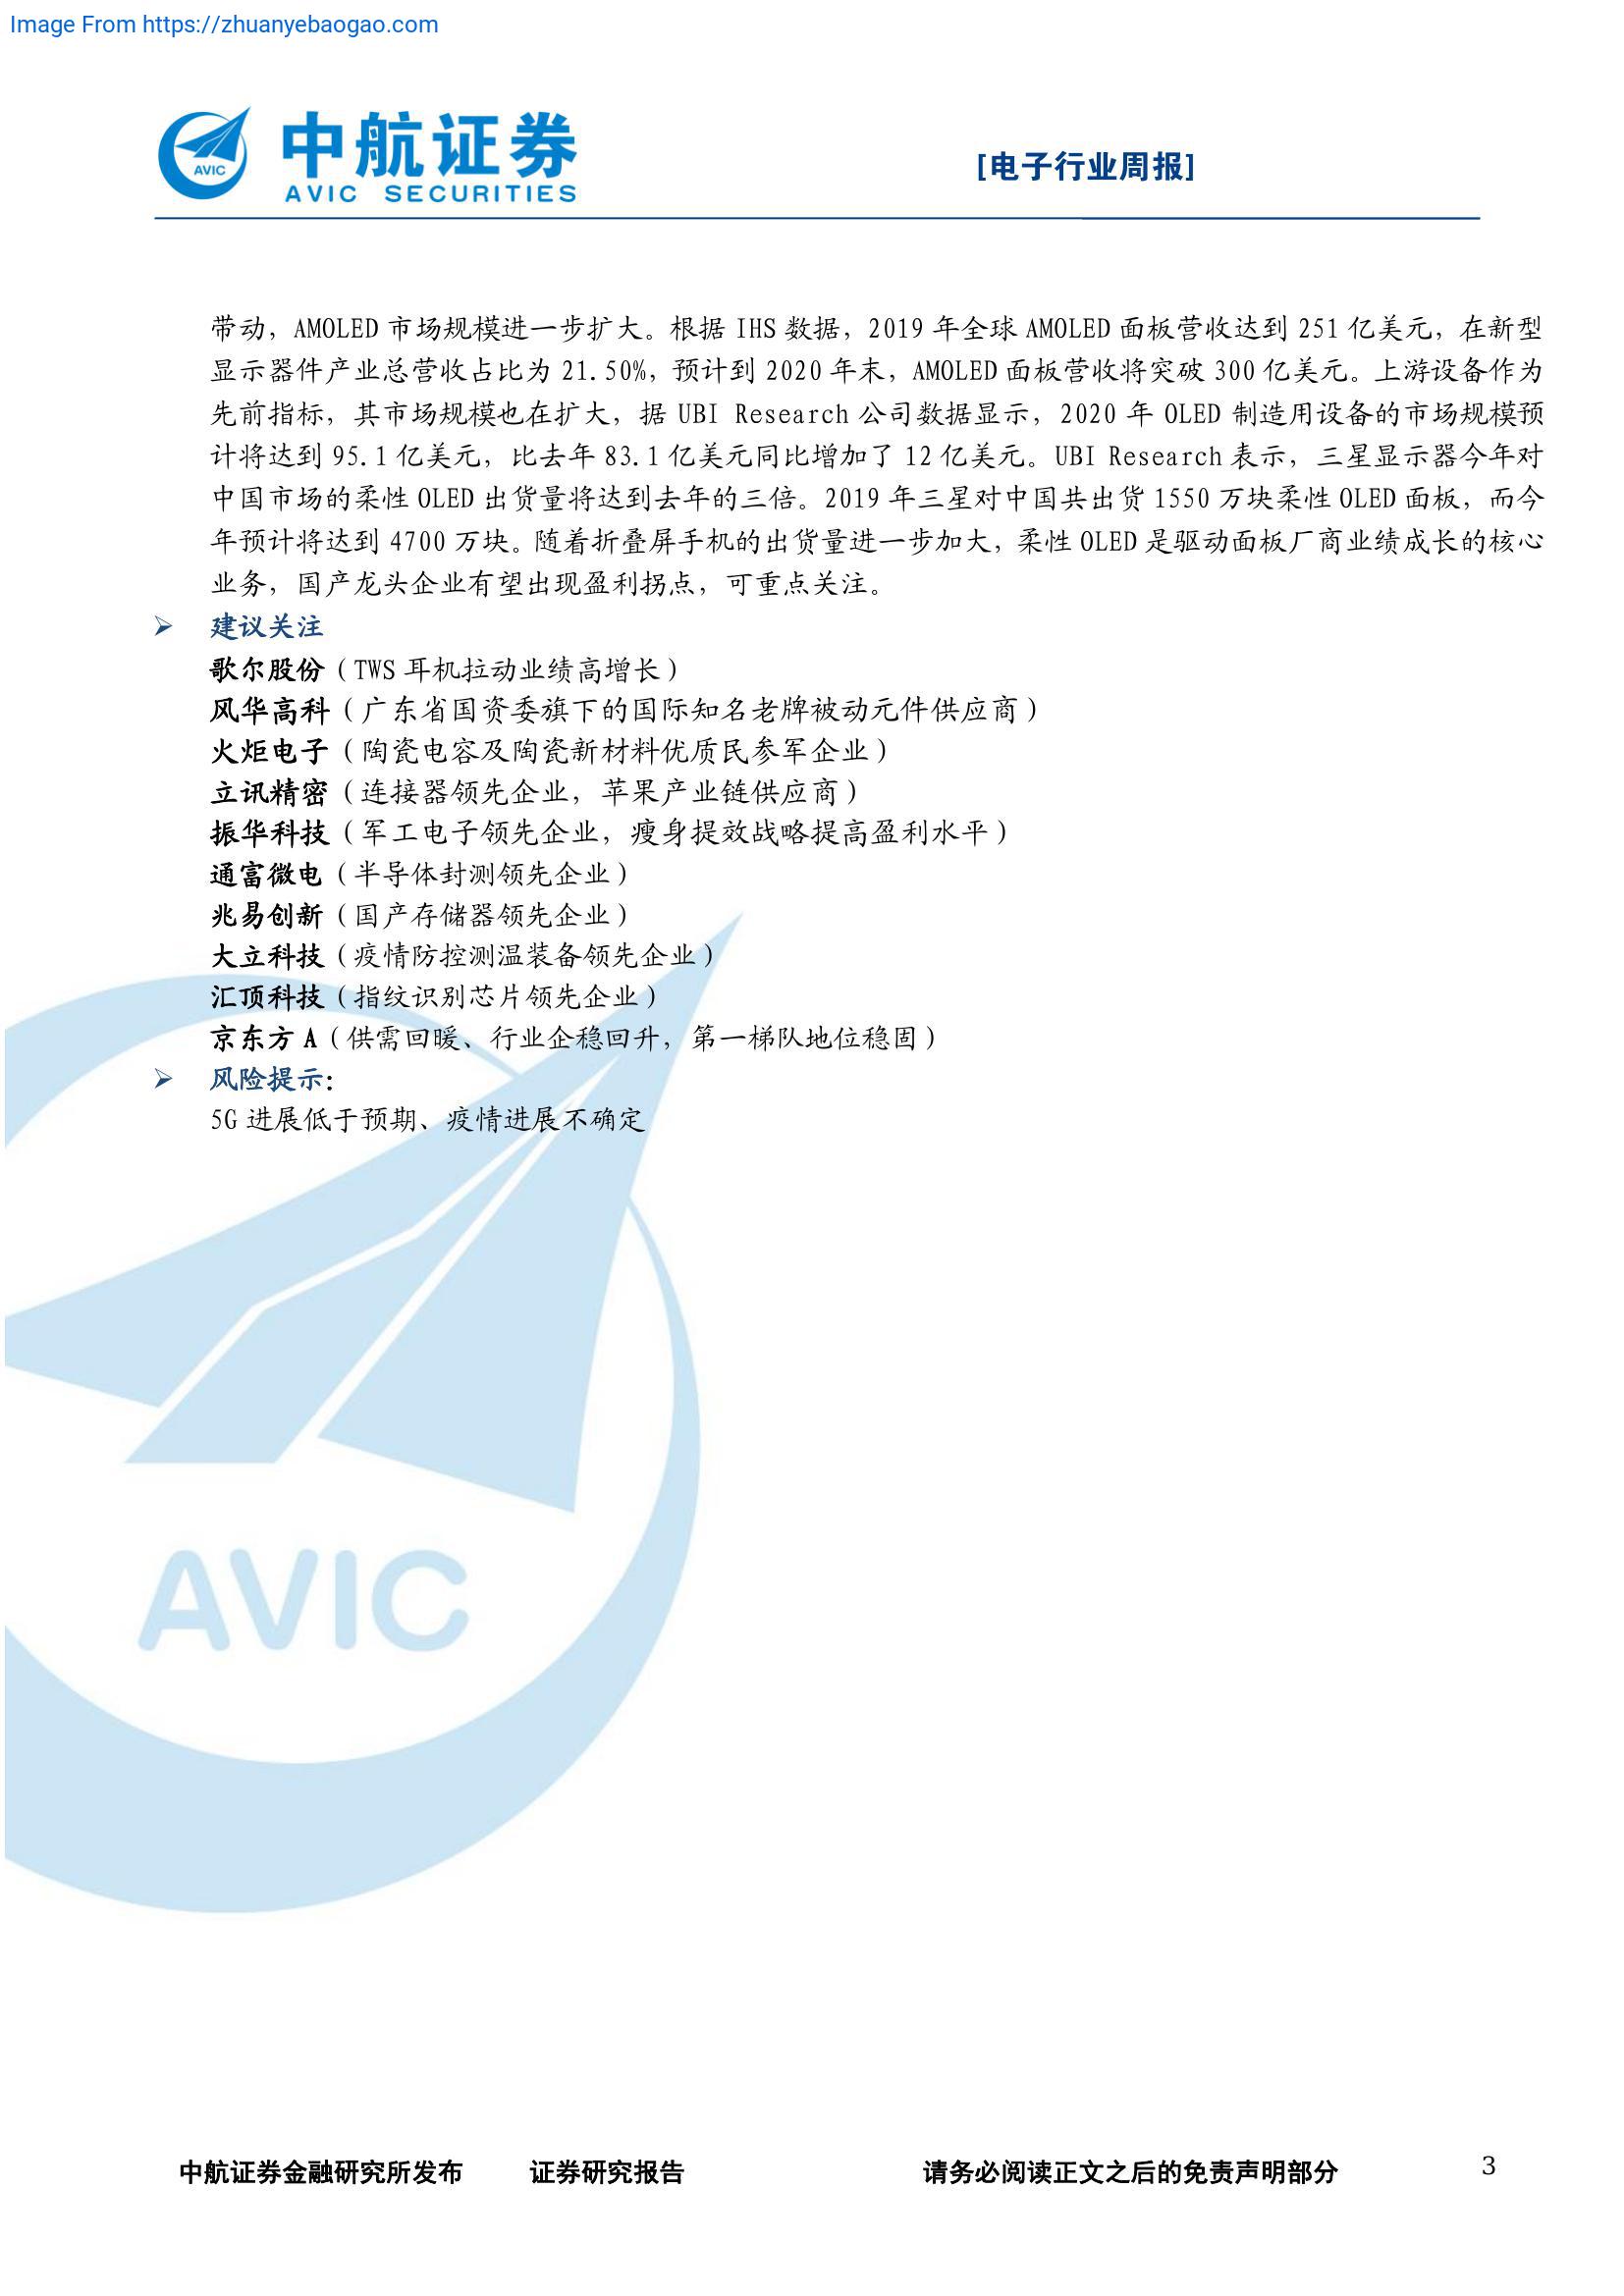 Image From https://zhuanyebaogao.com
AVIC
中航证券
AVIC SECURITIES
[电子行业周报]
带动，AMOLED 市场规模进一步扩大。根据 IHS 数据，2019 年全球 AMOLED 面板营收达到 251 亿美元，在新型
显示器件产业总营收占比为 21.50%，预计到 2020 年末，AMOLED 面板营收将突破 300 亿美元。上游设备作为
先前指标，其市场规模也在扩大，据 UBI Research 公司数据显示，2020 年 OLED 制造用设备的市场规模预
计将达到 95.1 亿美元，比去年 83.1 亿美元同比增加了 12 亿美元。UBI Research 表示，三星显示器今年对
中国市场的柔性 OLED 出货量将达到去年的三倍。2019 年三星对中国共出货 1550 万块柔性 OLED 面板，而今
年预计将达到 4700 万块。随着折叠屏手机的出货量进一步加大，柔性 OLED 是驱动面板厂商业绩成长的核心
业务，国产龙头企业有望出现盈利拐点，可重点关注。
➢ 建议关注
歌尔股份（TWS 耳机拉动业绩高增长）
风华高科（广东省国资委旗下的国际知名老牌被动元件供应商）
火炬电子（陶瓷电容及陶瓷新材料优质民参军企业）
立讯精密（连接器领先企业，苹果产业链供应商）
振华科技（军工电子领先企业，瘦身提效战略提高盈利水平）
通富微电（半导体封测领先企业）
兆易创新（国产存储器领先企业）
大立科技（疫情防控测温装备领先企业）
汇顶科技（指纹识别芯片领先企业）
京东方 A（供需回暖、行业企稳回升，第一梯队地位稳固）
➢ 风险提示：
5G 进展低于预期、疫情进展不确定
AVIC
中航证券金融研究所发布 证券研究报告 请务必阅读正文之后的免责声明部分 3